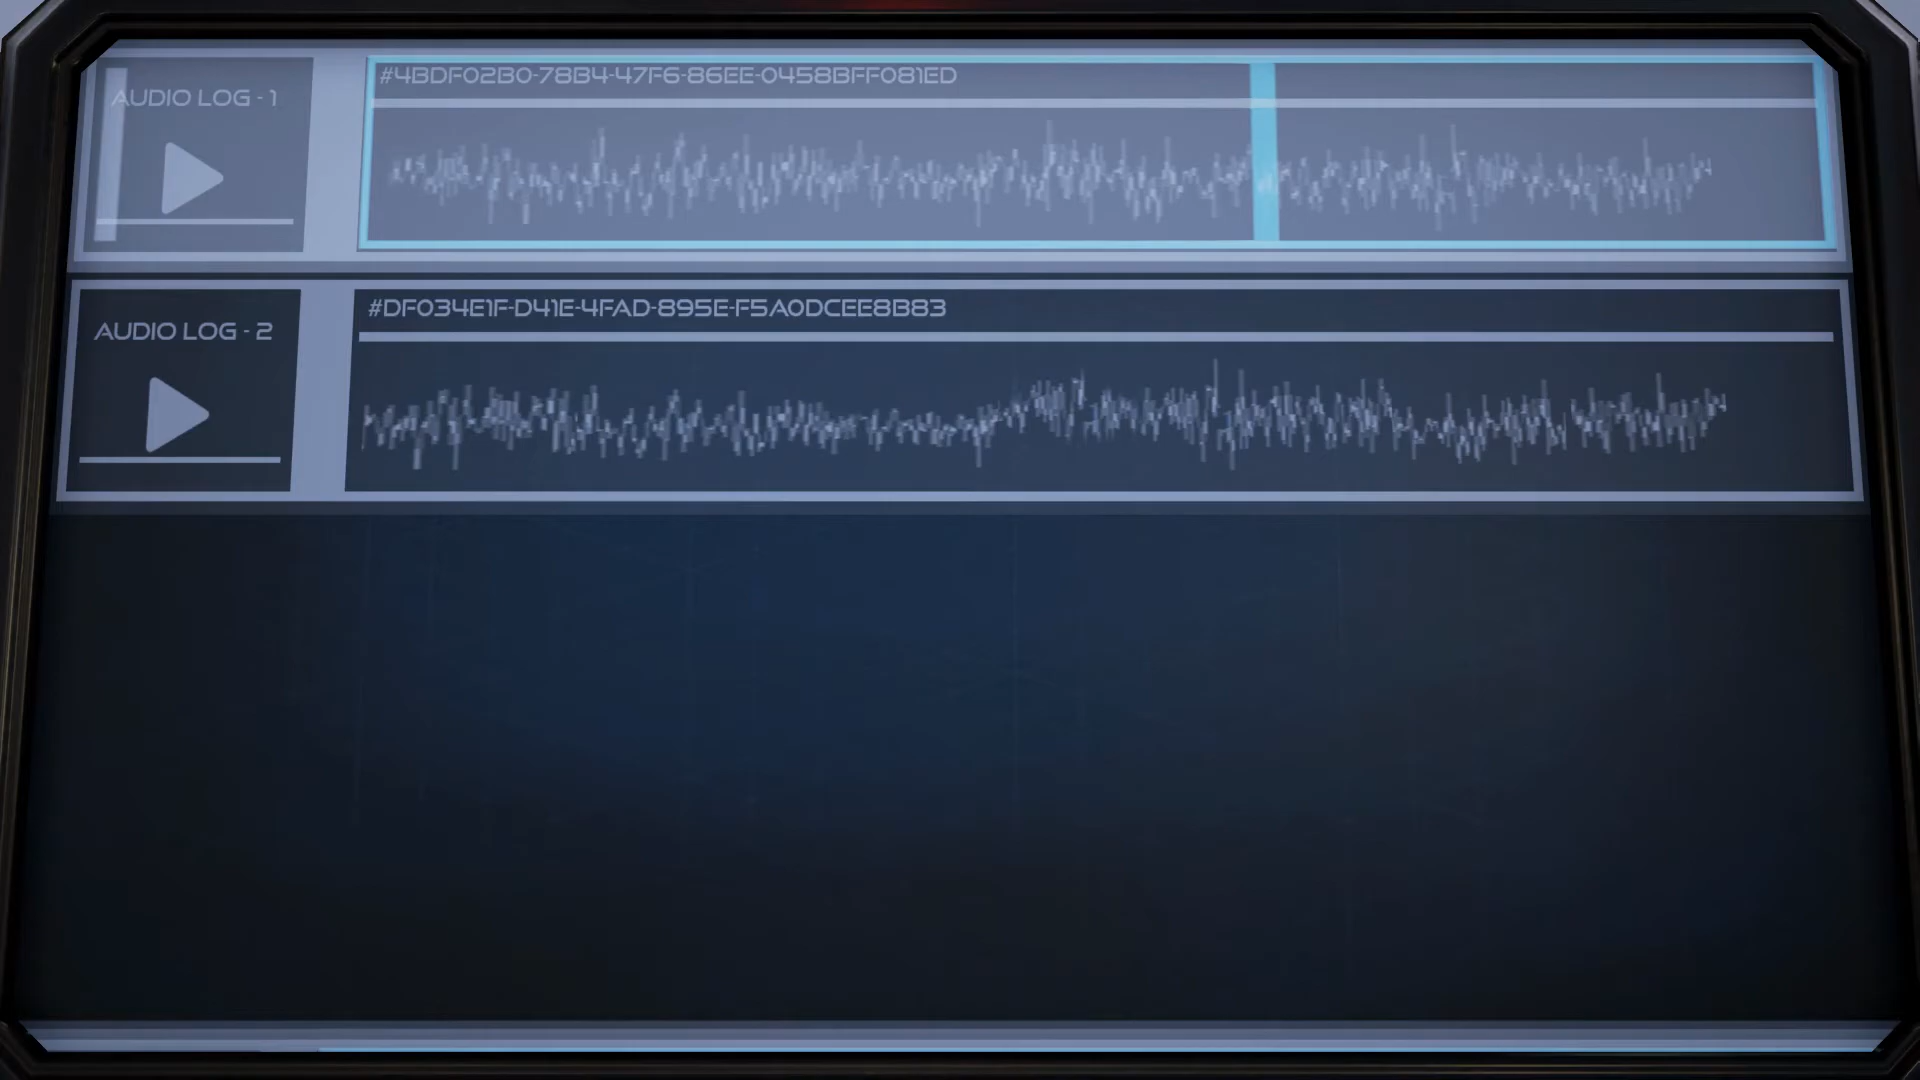 #4BDF02B0-78B4-47F6-86EE-0458BFF081ED
AUDIO LOG - 1
#DF034E1F-D41E-4FAD-895E-F5A0DCEE8B83
AUDIO LOG - 2